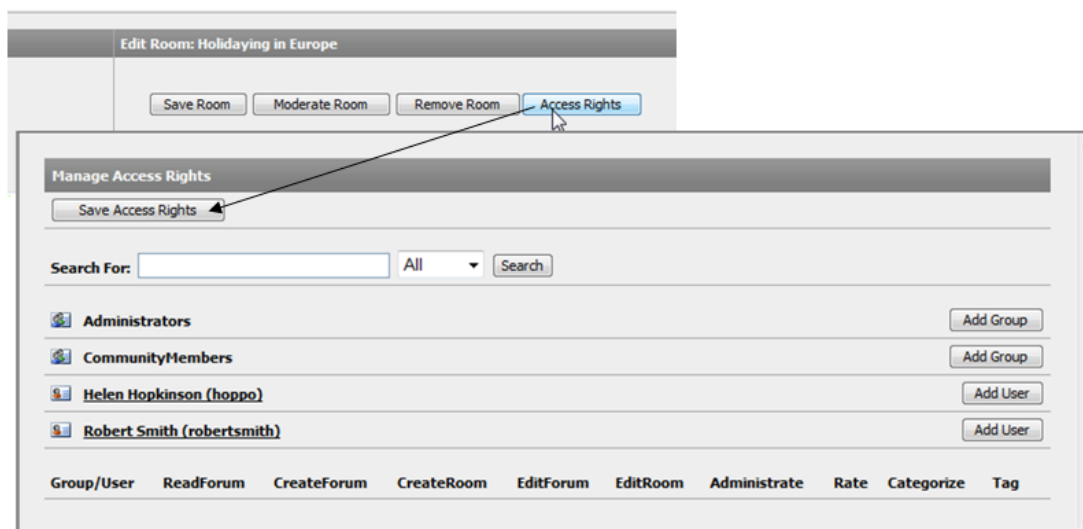 Edit Room: Holidaying in Europe
Save Room Moderate Room Remove Room Access Rights
Manage Access Rights
Save Access Rights
Search For: All Search
Administrators Add Group
CommunityMembers Add Group
Helen Hopkinson (hoppo) Add User
Robert Smith (robertsmith) Add User
Group/User ReadForum CreateForum CreateRoom EditForum EditRoom Administrate Rate Categorize Tag